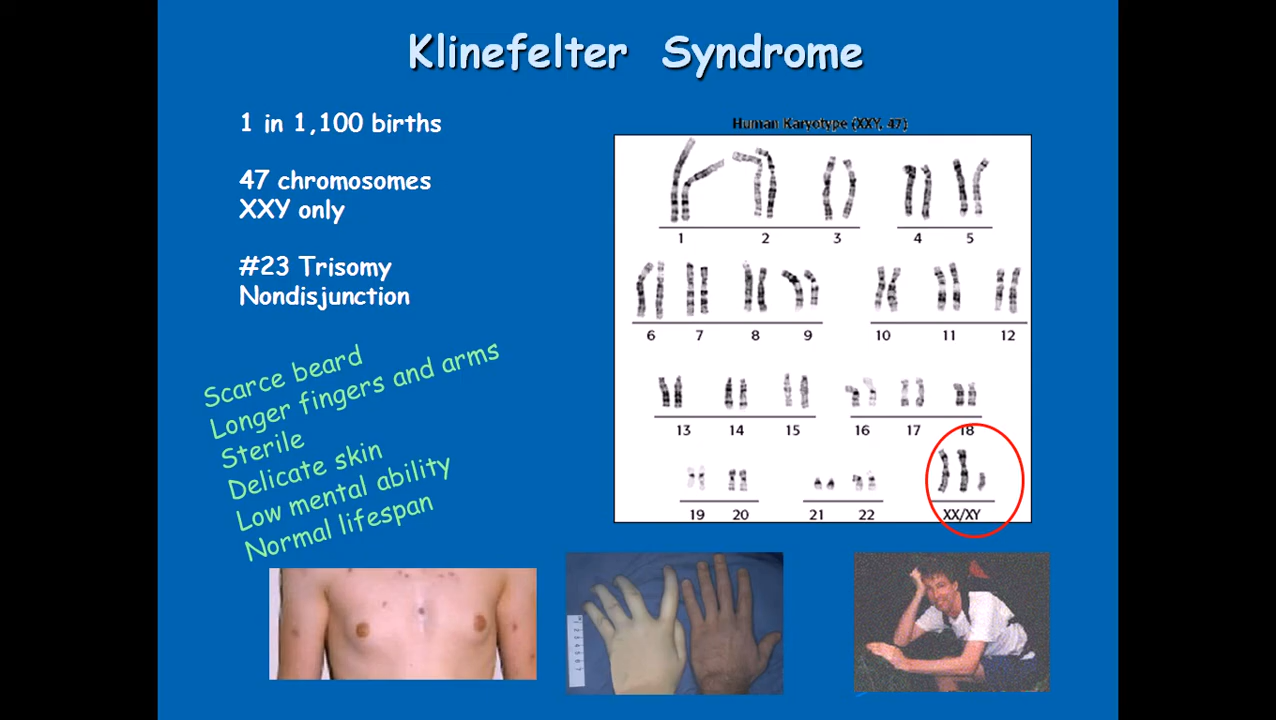 Klinefelter Syndrome
1 in 1,100 births
47 chromosomes
XXY only
#23 Trisomy
Nondisjunction
Scarce beard
Longer fingers and arms
Sterile
Delicate skin
Low mental ability
Normal lifespan
Human Karyotype (XXY, 47)
1 2 3 4 5
6 7 8 9 10 11 12
13 14 15 16 17 18
19 20 21 22 XX/XY